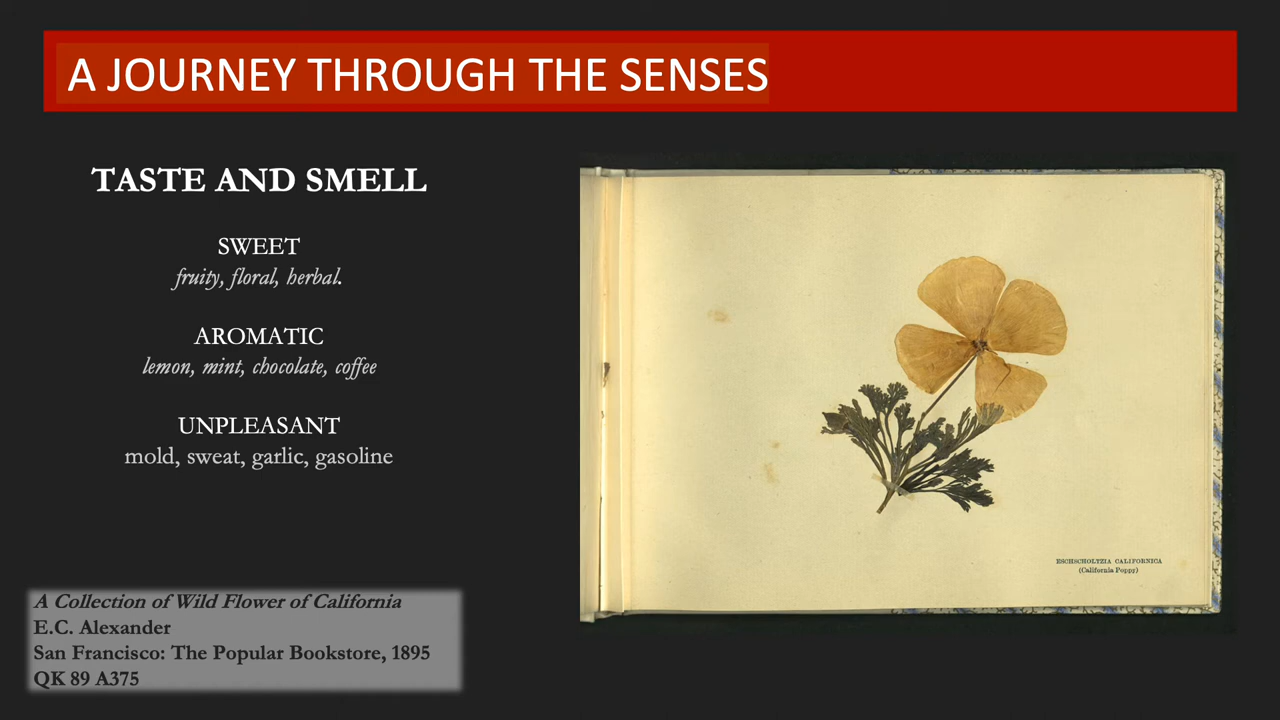 A JOURNEY THROUGH THE SENSES
TASTE AND SMELL
SWEET
fruity, floral, herbal.
AROMATIC
lemon, mint, chocolate, coffee
UNPLEASANT
mold, sweat, garlic, gasoline
A Collection of Wild Flower of California
E.C. Alexander
San Francisco: The Popular Bookstore, 1895
QK 89 A375
ESCHSCHOLTZIA CALIFORNICA
(California Poppy)